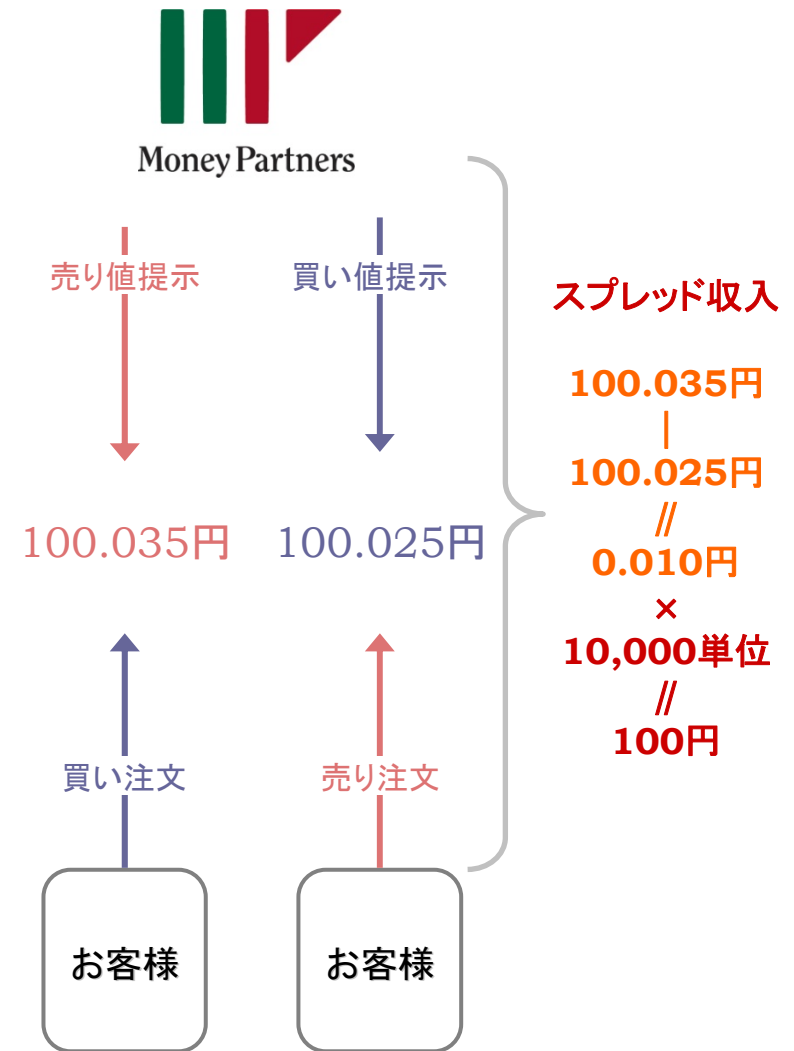 Money Partners
売り値提示
買い値提示
100.035円
100.025円
買い注文
売り注文
お客様
お客様
スプレッド収入
100.035円
|
100.025円
//
0.010円
×
10,000単位
//
100円